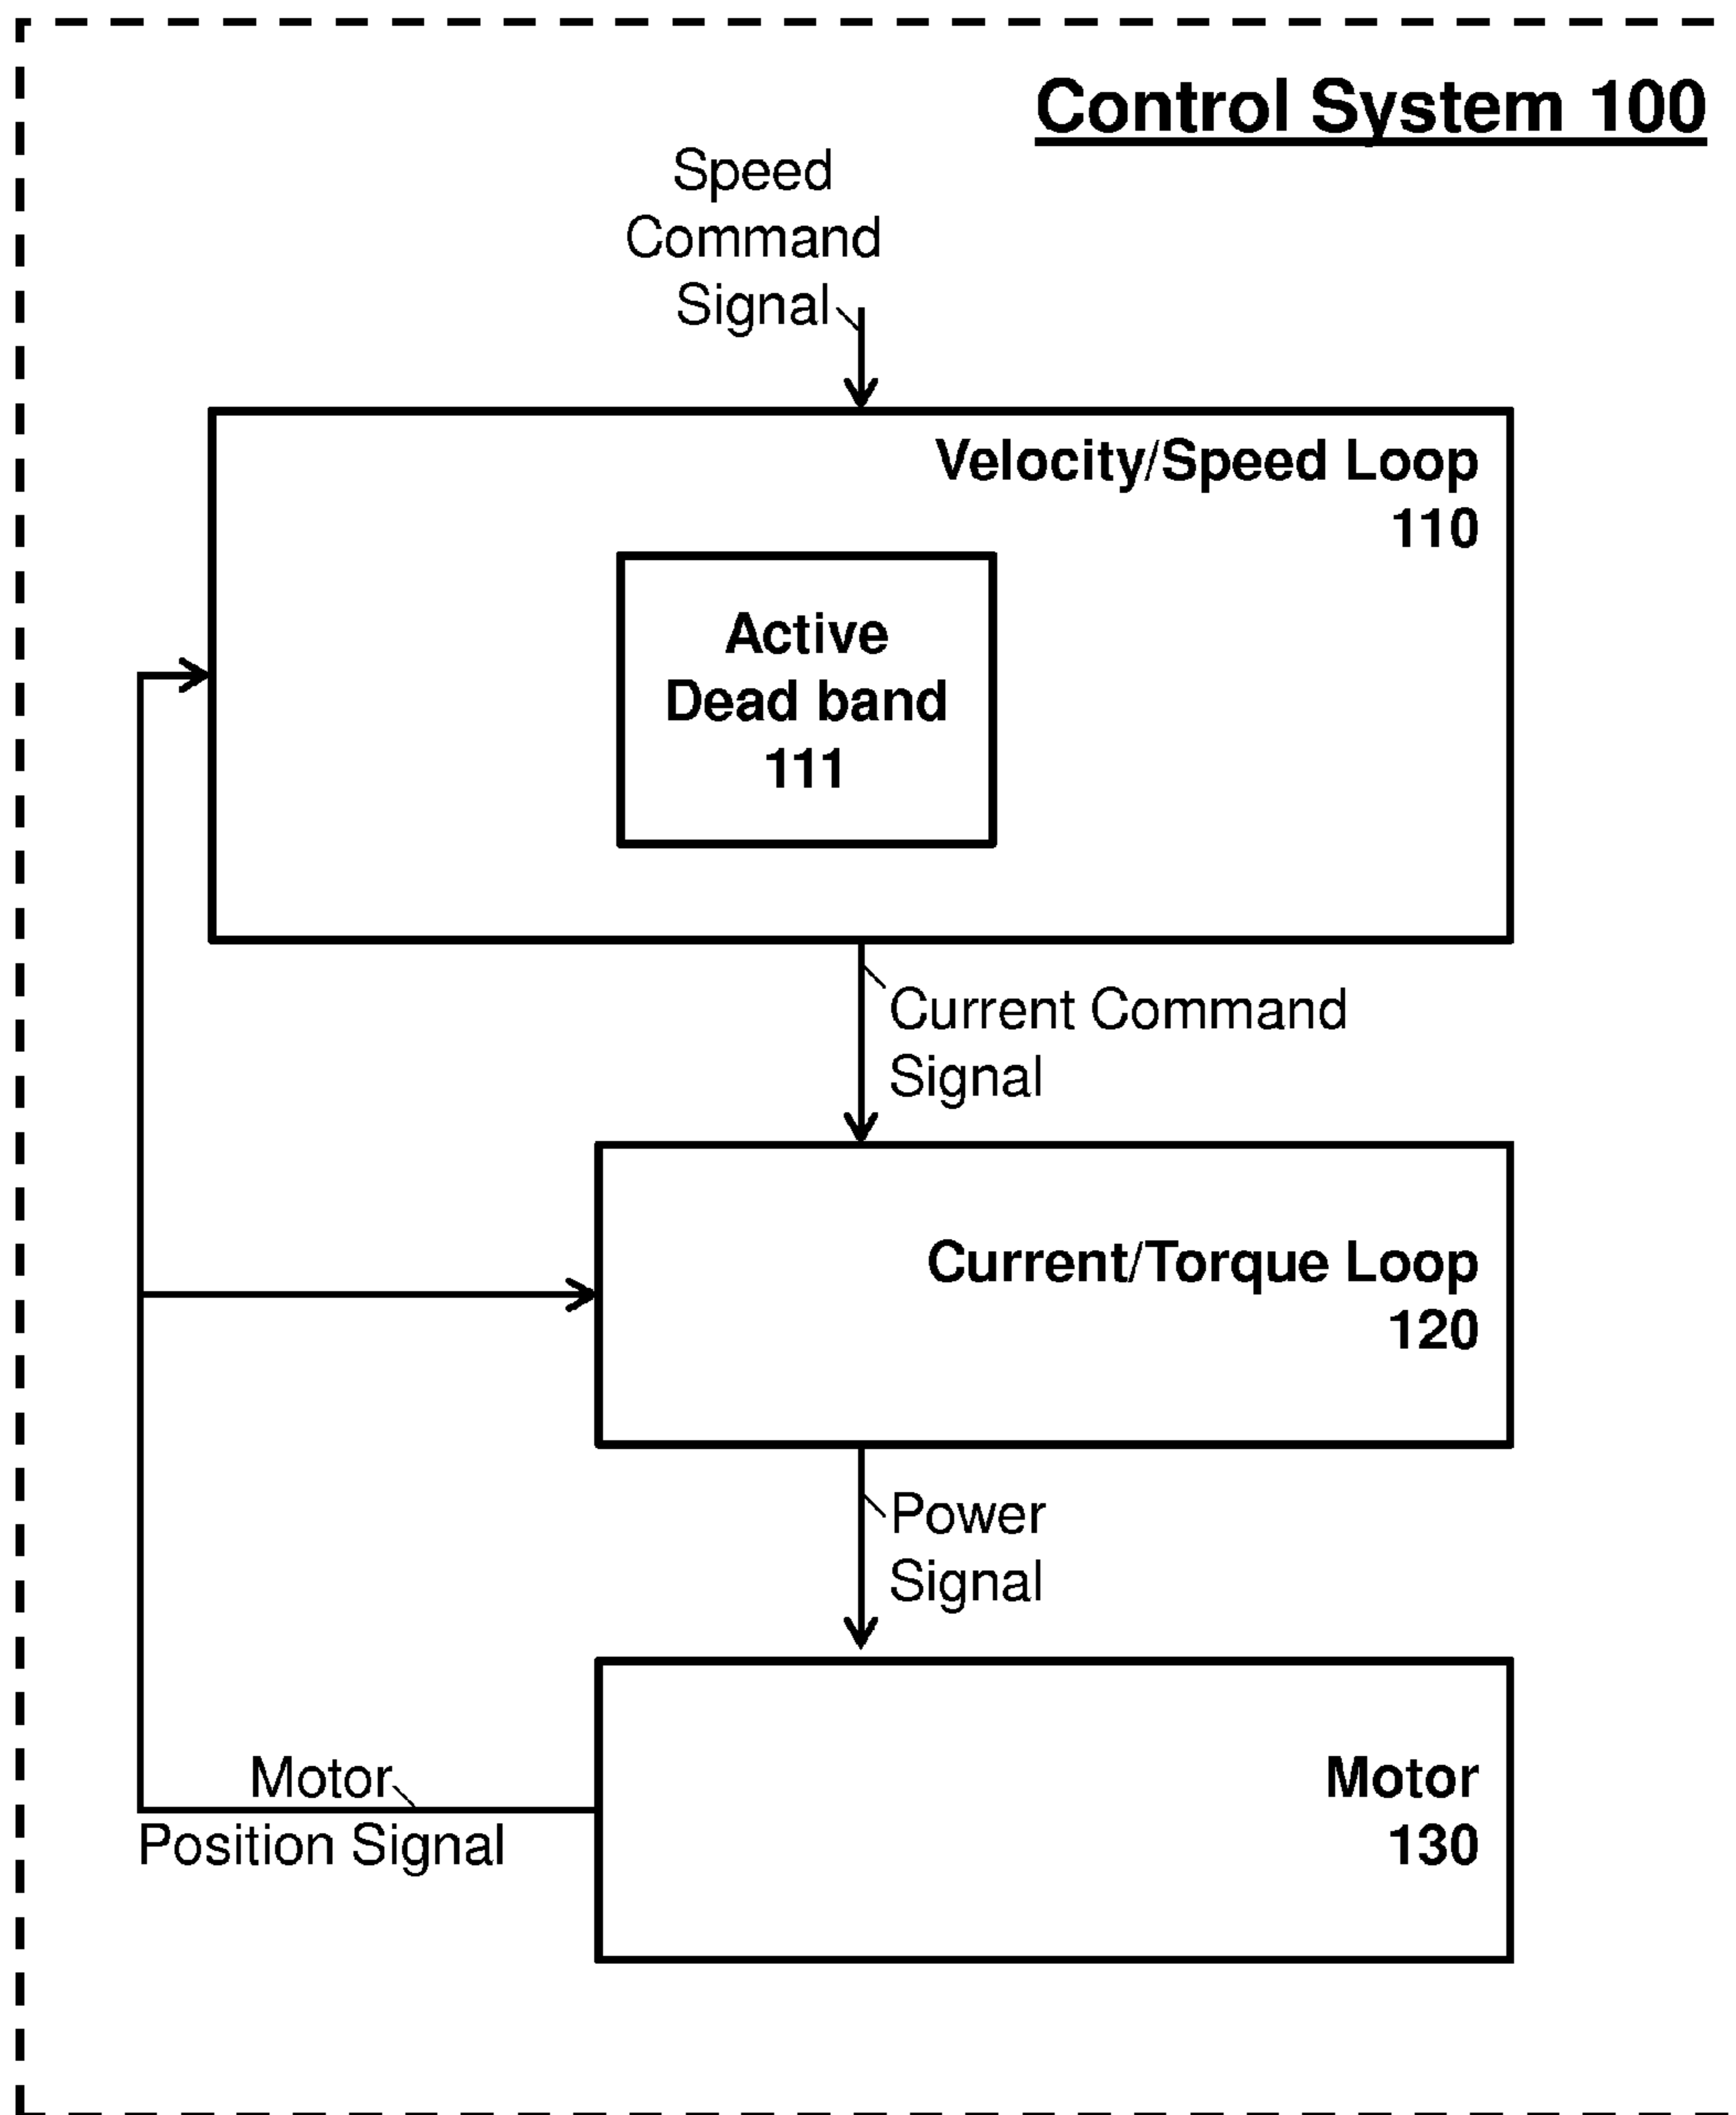 Control System 100
Speed
Command
Signal
Velocity/Speed Loop
110
Active
Dead band
111
Current Command
Signal
Current/Torque Loop
120
Power
Signal
Motor
130
Motor
Position Signal